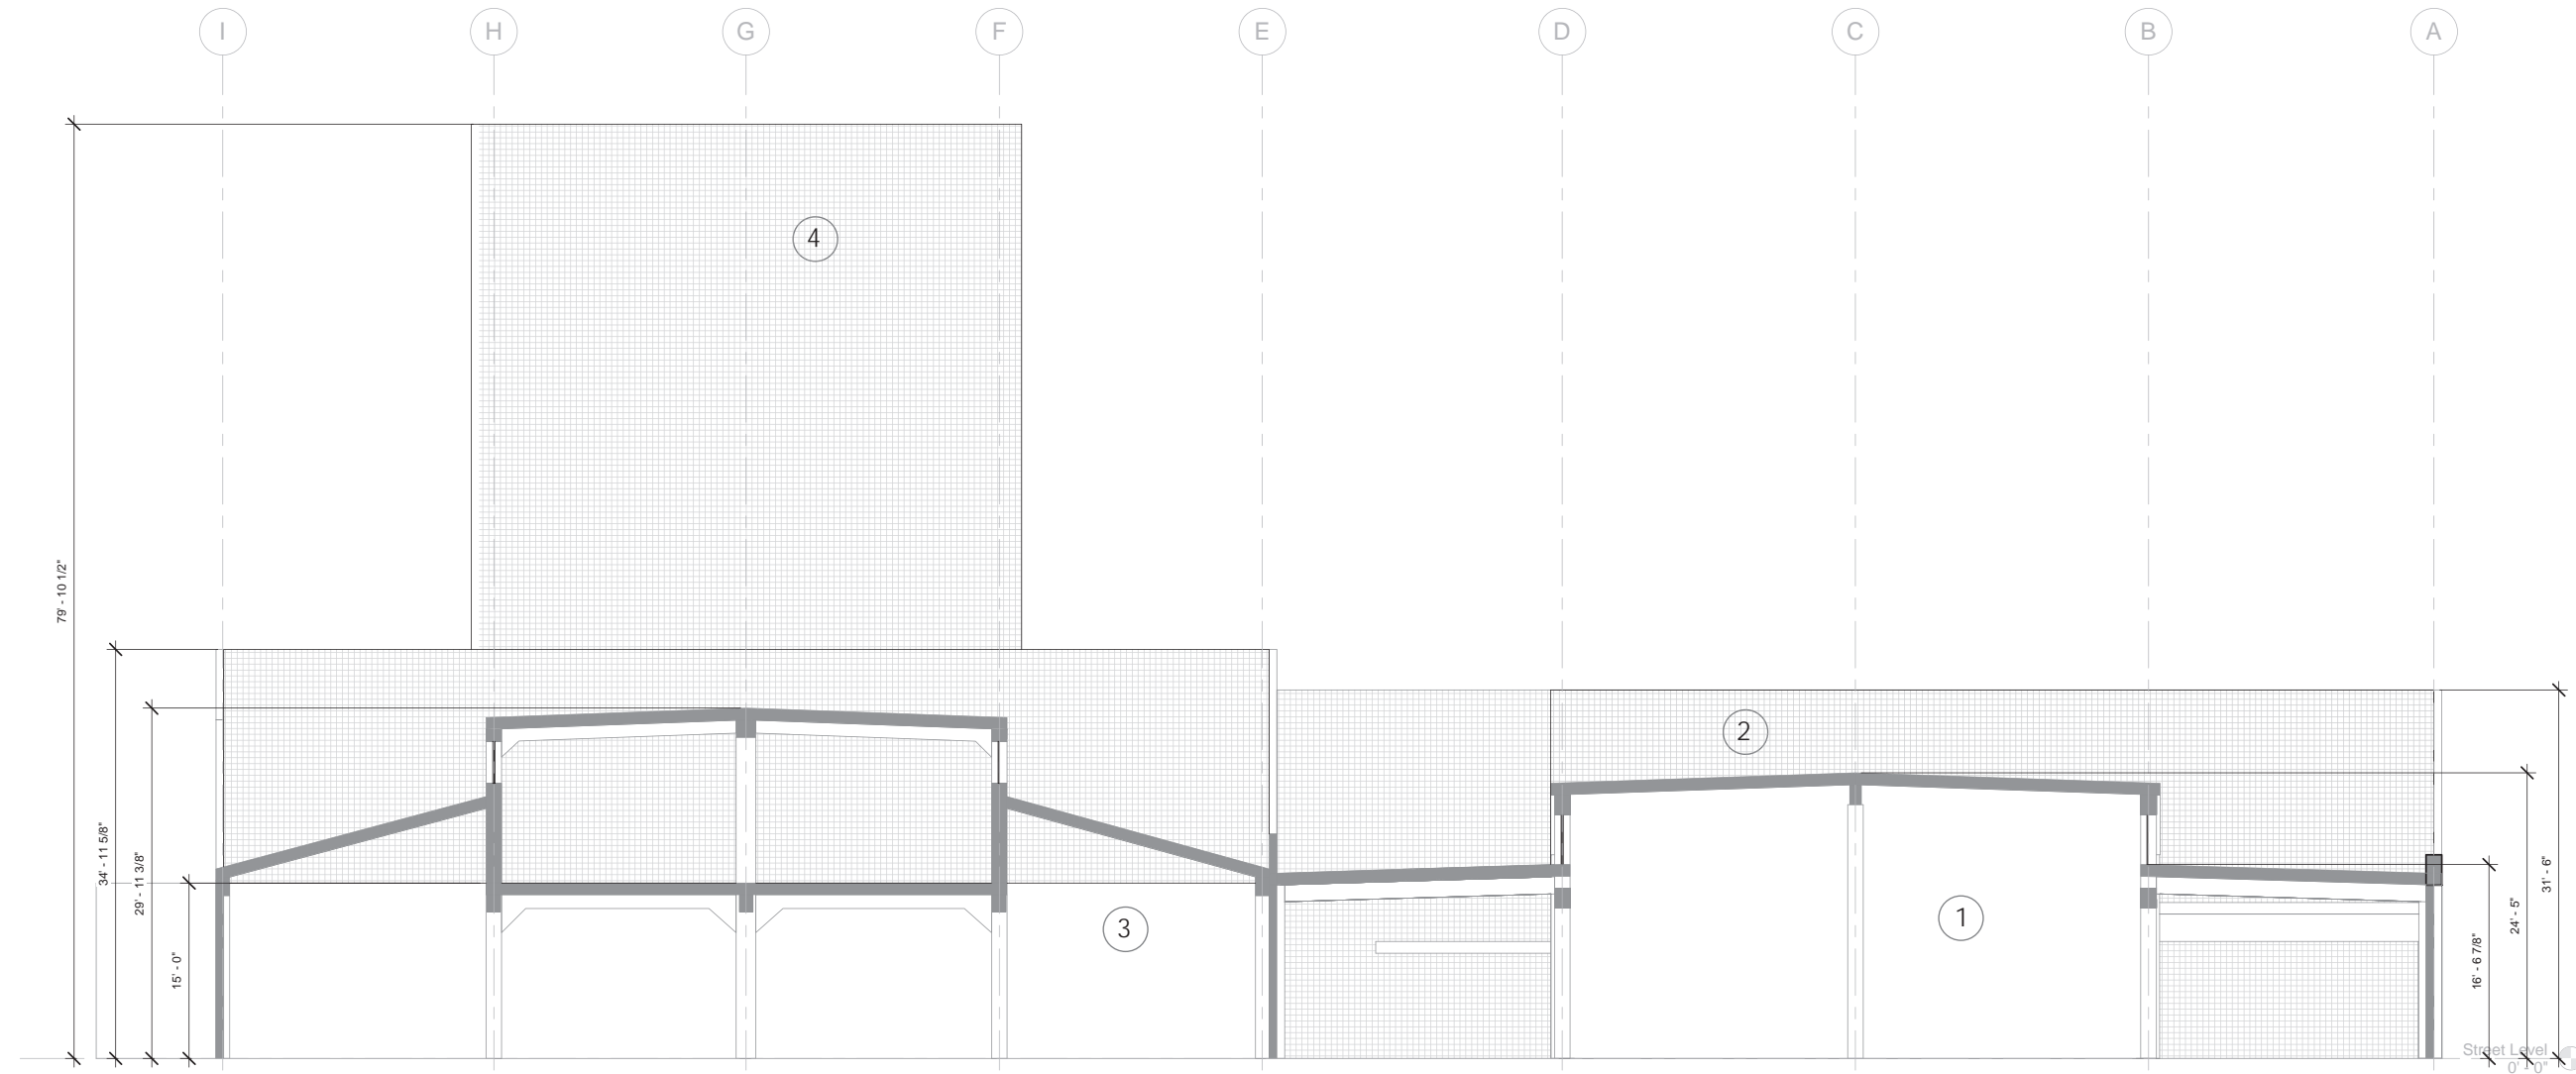 I
H
G
F
E
D
C
B
A
4
2
3
1
79' - 10 1/2"
34' - 11 5/8"
29' - 11 3/8"
15' - 0"
16' - 6 7/8"
24' - 5"
31' - 6"
Street Level
0' - 0"